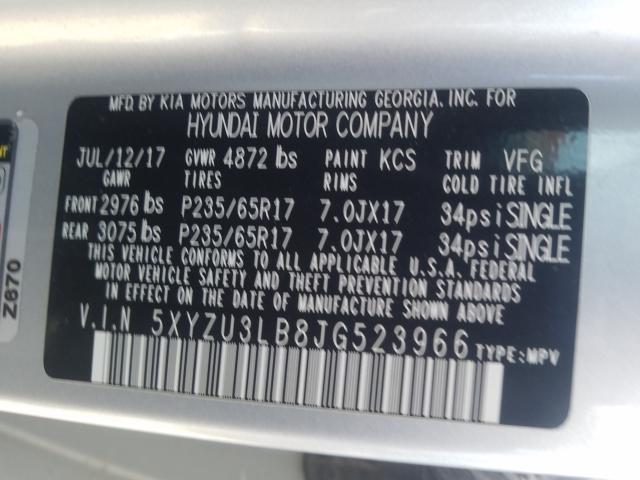 MFD. BY KIA MOTORS MANUFACTURING GEORGIA, INC. FOR
HYUNDAI MOTOR COMPANY
JUL/12/17 GVWR 4872 lbs PAINT KCS TRIM VFG
GAWR TIRES RIMS COLD TIRE INFL
FRONT 2976 lbs P235/65R17 7.0JX17 34psi SINGLE
REAR 3075 lbs P235/65R17 7.0JX17 34psi SINGLE
THIS VEHICLE CONFORMS TO ALL APPLICABLE U.S.A. FEDERAL
MOTOR VEHICLE SAFETY AND THEFT PREVENTION STANDARDS
IN EFFECT ON THE DATE OF MANUFACTURE SHOWN ABOVE
V.I.N 5XYZU3LB8JG523966 TYPE:MPV
Z670